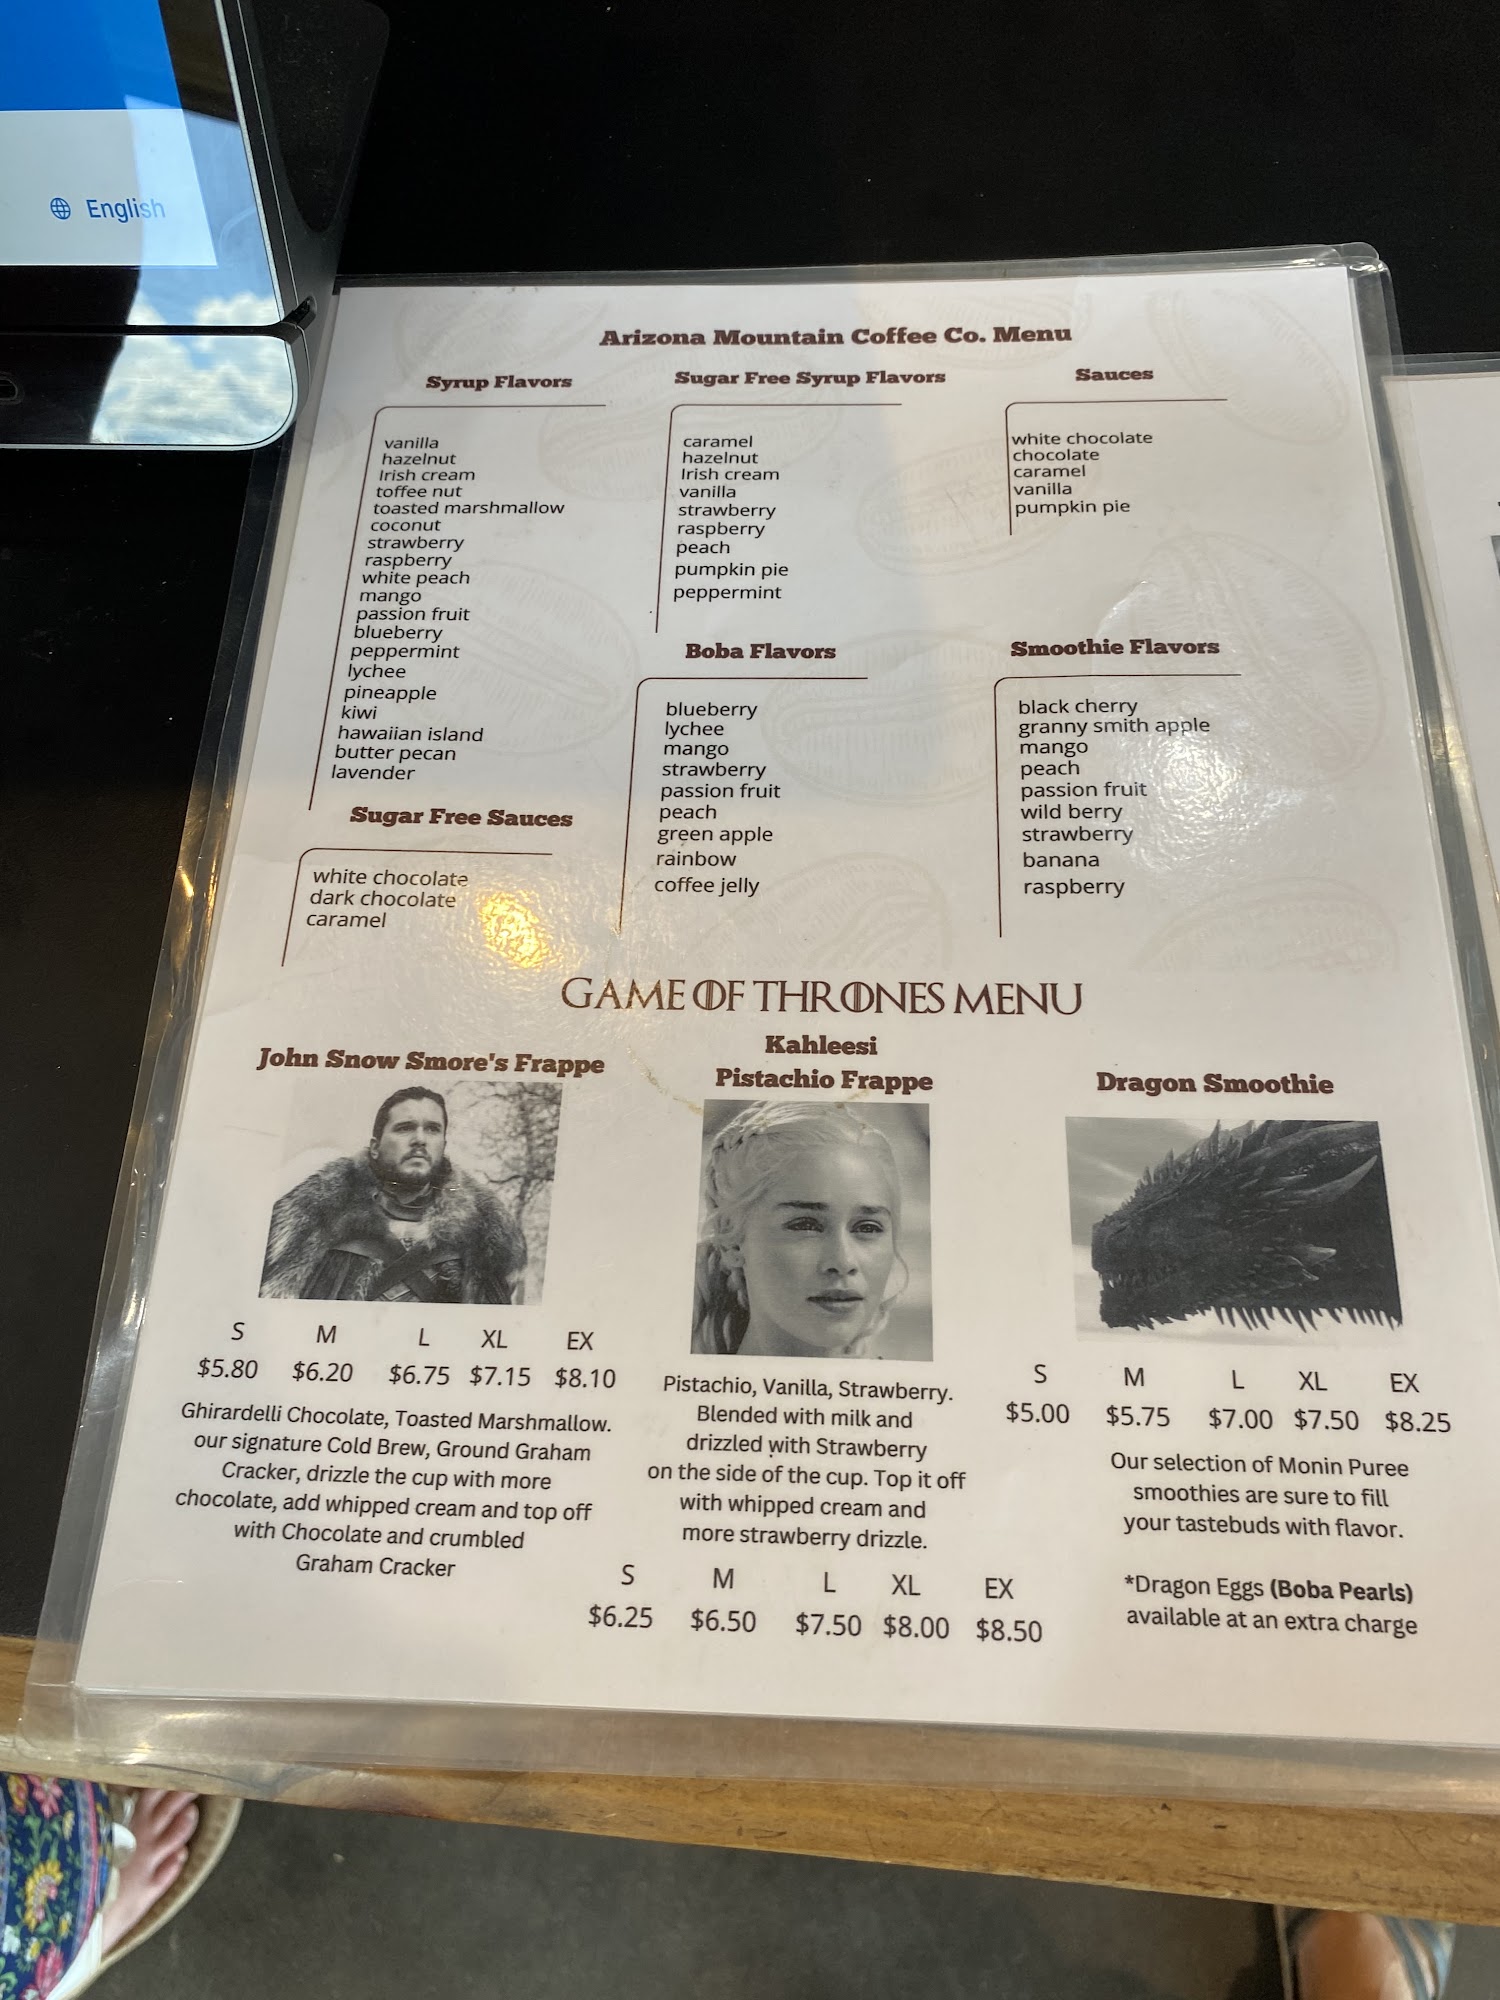 English
Arizona Mountain Coffee Co. Menu
Syrup Flavors
vanilla
hazelnut
Irish cream
toffee nut
toasted marshmallow
coconut
strawberry
raspberry
white peach
mango
passion fruit
blueberry
peppermint
lychee
pineapple
kiwi
hawaiian island
butter pecan
lavender
Sugar Free Syrup Flavors
caramel
hazelnut
Irish cream
vanilla
strawberry
raspberry
peach
pumpkin pie
peppermint
Sauces
white chocolate
chocolate
caramel
vanilla
pumpkin pie
Sugar Free Sauces
white chocolate
dark chocolate
caramel
Boba Flavors
blueberry
lychee
mango
strawberry
passion fruit
peach
green apple
rainbow
coffee jelly
Smoothie Flavors
black cherry
granny smith apple
mango
peach
passion fruit
wild berry
strawberry
banana
raspberry
GAME OF THRONES MENU
John Snow Smore's Frappe
S M L XL EX
$5.80 $6.20 $6.75 $7.15 $8.10
Ghirardelli Chocolate, Toasted Marshmallow.
our signature Cold Brew, Ground Graham
Cracker, drizzle the cup with more
chocolate, add whipped cream and top off
with Chocolate and crumbled
Graham Cracker
Kahleesi
Pistachio Frappe
Pistachio, Vanilla, Strawberry.
Blended with milk and
drizzled with Strawberry
on the side of the cup. Top it off
with whipped cream and
more strawberry drizzle.
S M L XL EX
$6.25 $6.50 $7.50 $8.00 $8.50
Dragon Smoothie
S M L XL EX
$5.00 $5.75 $7.00 $7.50 $8.25
Our selection of Monin Puree
smoothies are sure to fill
your tastebuds with flavor.
*Dragon Eggs (Boba Pearls)
available at an extra charge